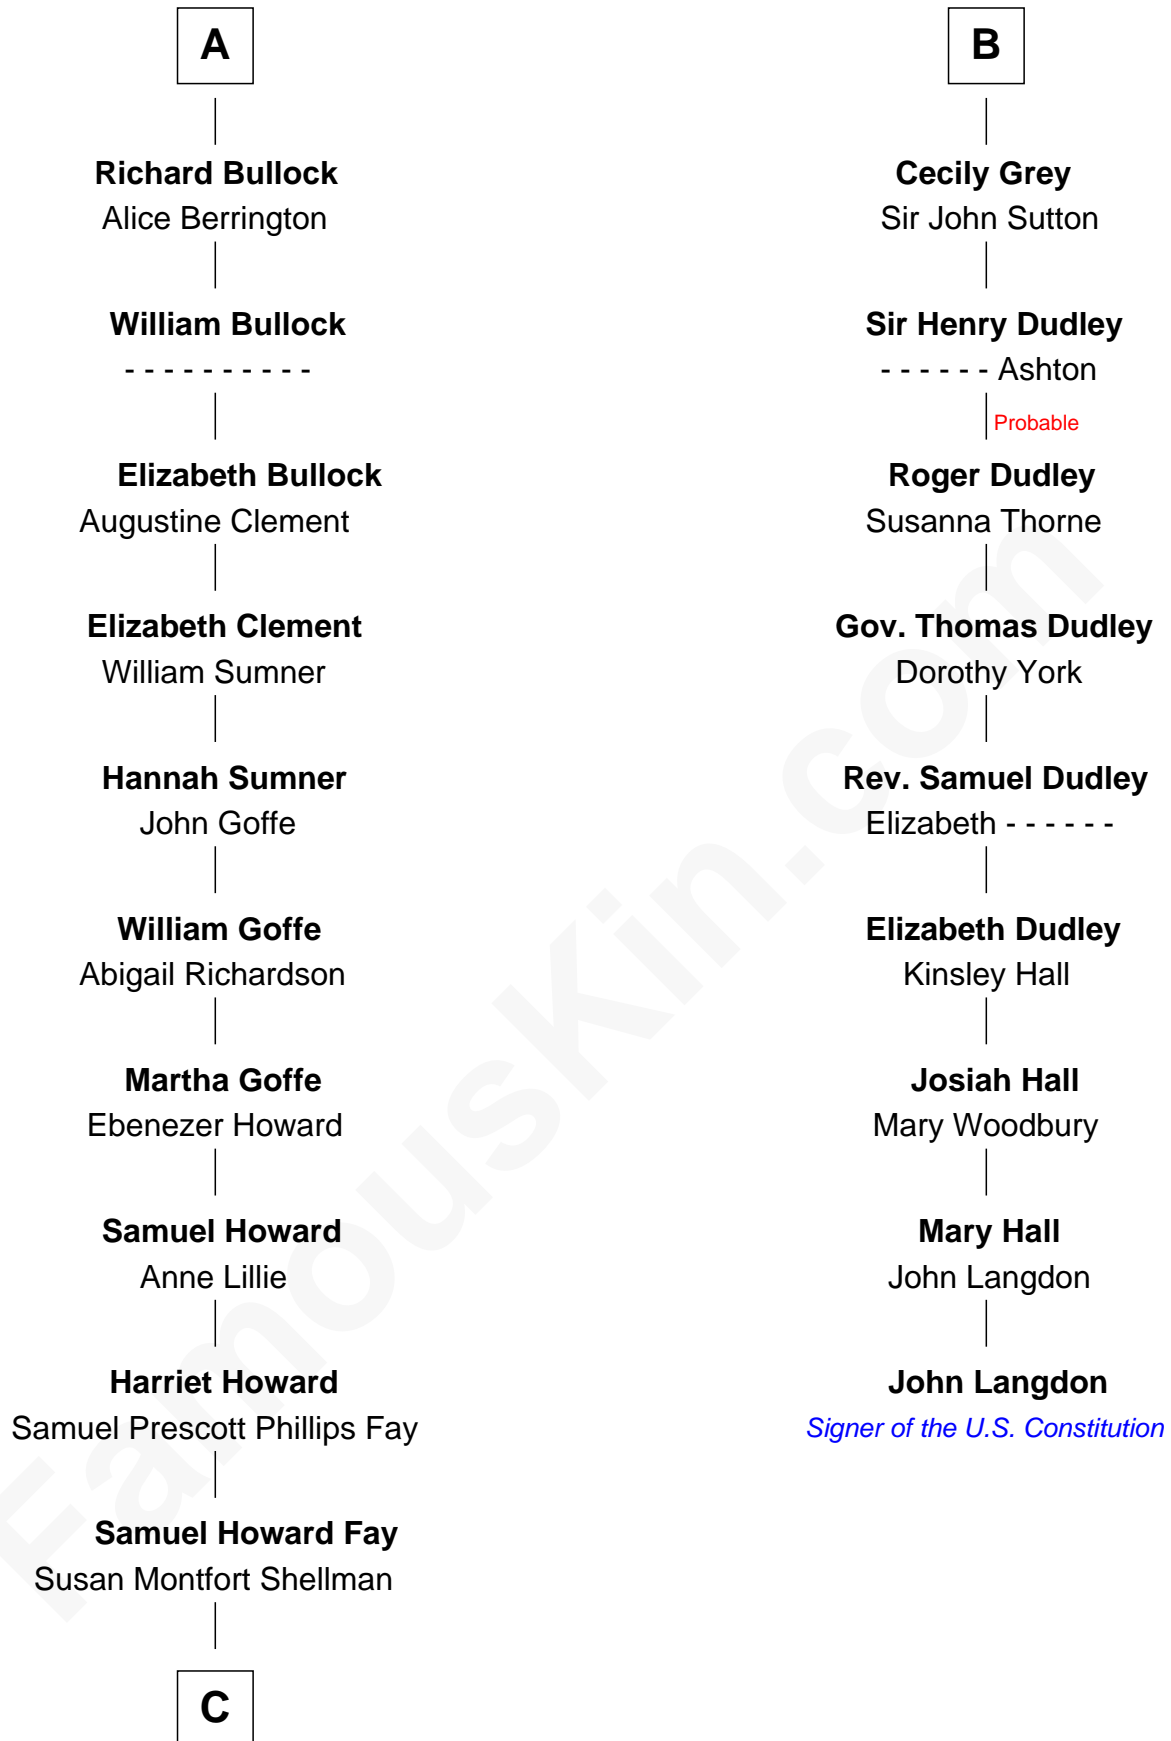 A
Richard Bullock
Alice Berrington
William Bullock
- - - - - - - - - -
Elizabeth Bullock
Augustine Clement
Elizabeth Clement
William Sumner
Hannah Sumner
John Goffe
William Goffe
Abigail Richardson
Martha Goffe
Ebenezer Howard
Samuel Howard
Anne Lillie
Harriet Howard
Samuel Prescott Phillips Fay
Samuel Howard Fay
Susan Montfort Shellman
C
B
Cecily Grey
Sir John Sutton
Sir Henry Dudley
- - - - - - Ashton
Probable
Roger Dudley
Susanna Thorne
Gov. Thomas Dudley
Dorothy York
Rev. Samuel Dudley
Elizabeth - - - - - -
Elizabeth Dudley
Kinsley Hall
Josiah Hall
Mary Woodbury
Mary Hall
John Langdon
John Langdon
Signer of the U.S. Constitution
FamousKin.com